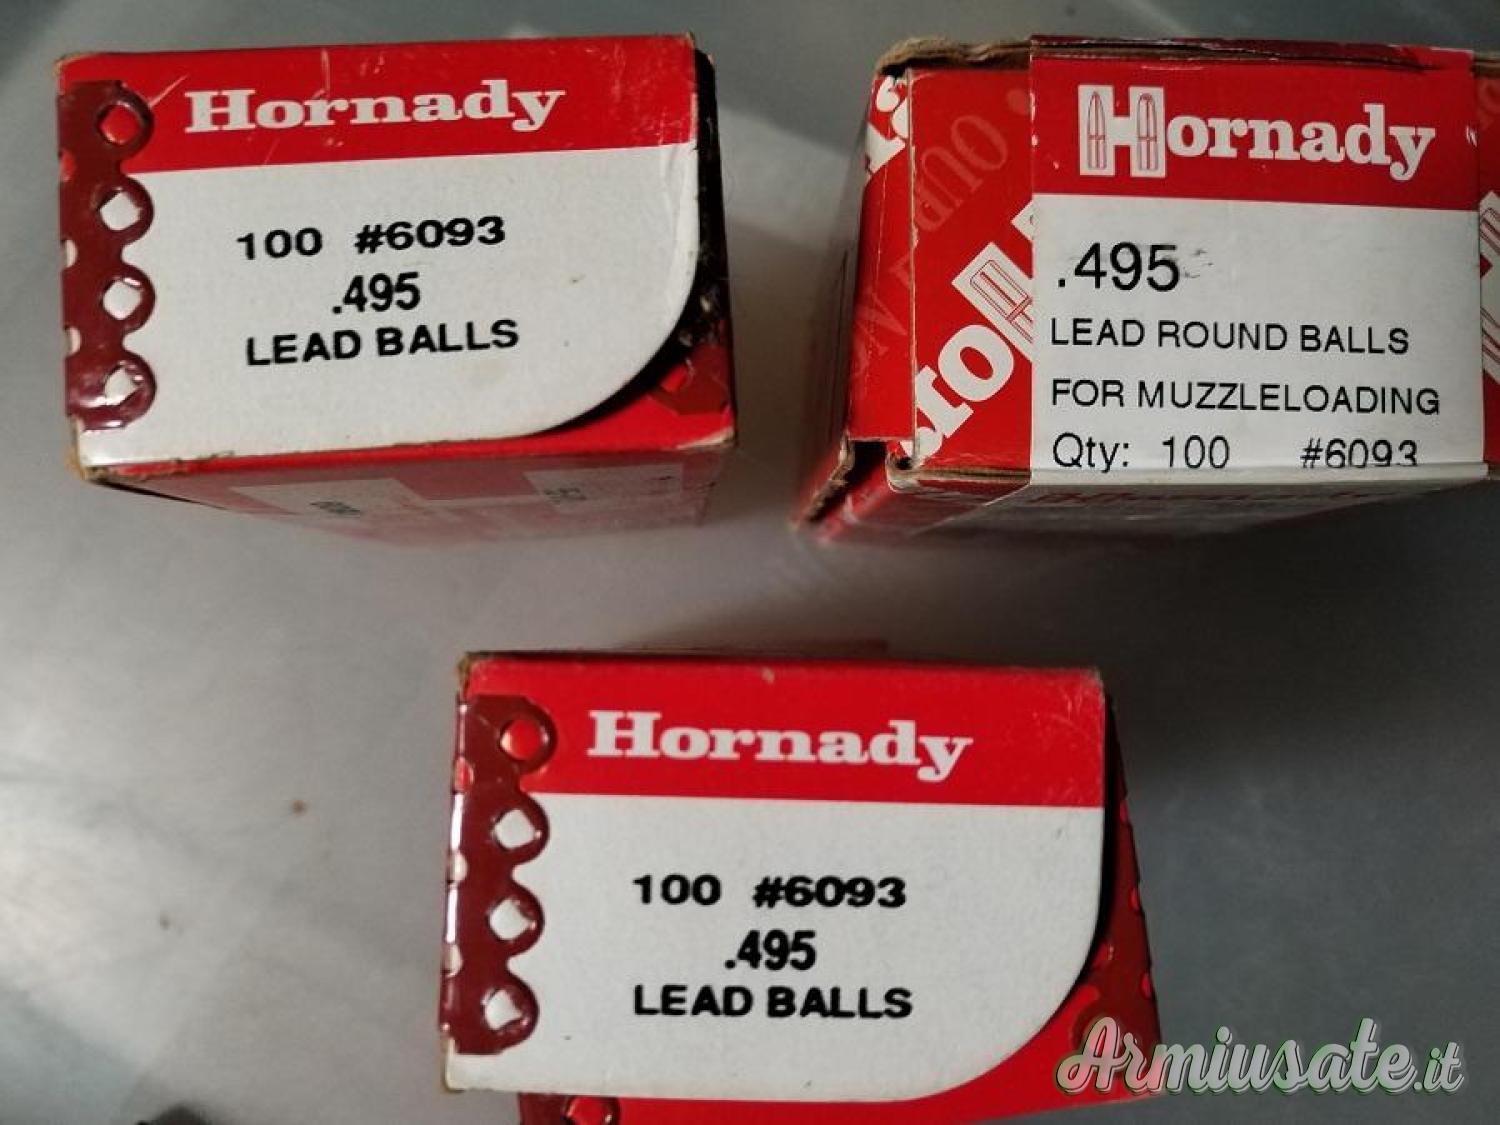 Hornady
100 #6093
.495
LEAD BALLS
Hornady
.495
LEAD ROUND BALLS
FOR MUZZLELOADING
Qty: 100 #6093
Hornady
100 #6093
.495
LEAD BALLS
Armiusate.it